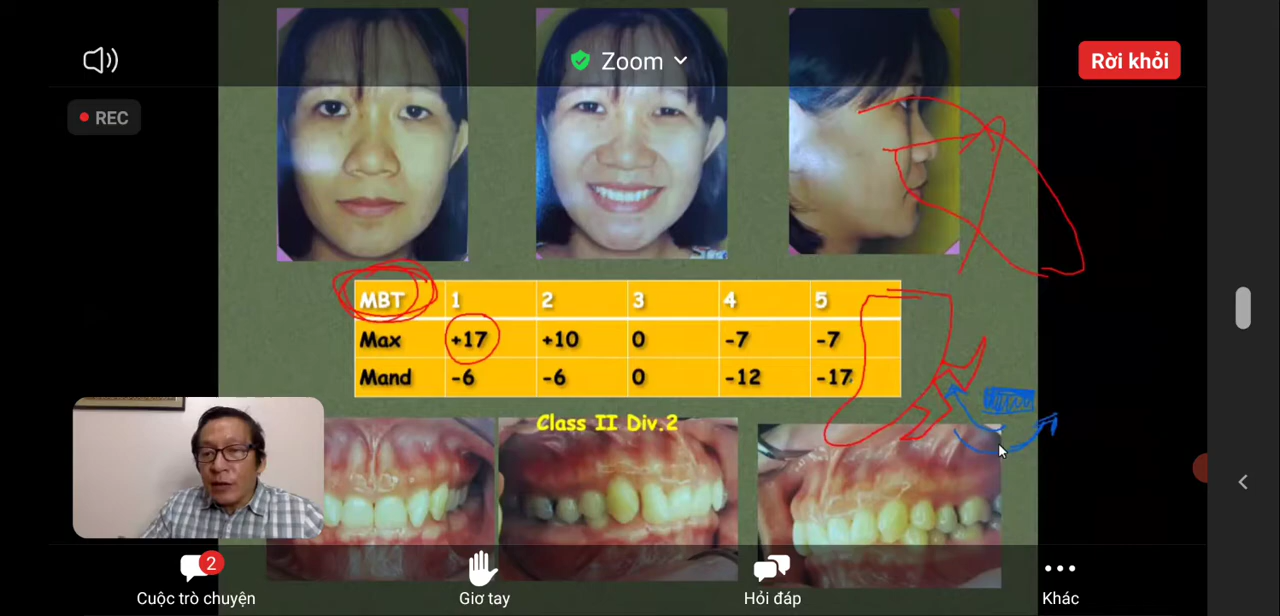 Zoom
Rời khỏi
REC
MBT 1 2 3 4 5
Max +17 +10 0 -7 -7
Mand -6 -6 0 -12 -17
Class II Div.2
2
Cuộc trò chuyện
Giơ tay
Hỏi đáp
Khác